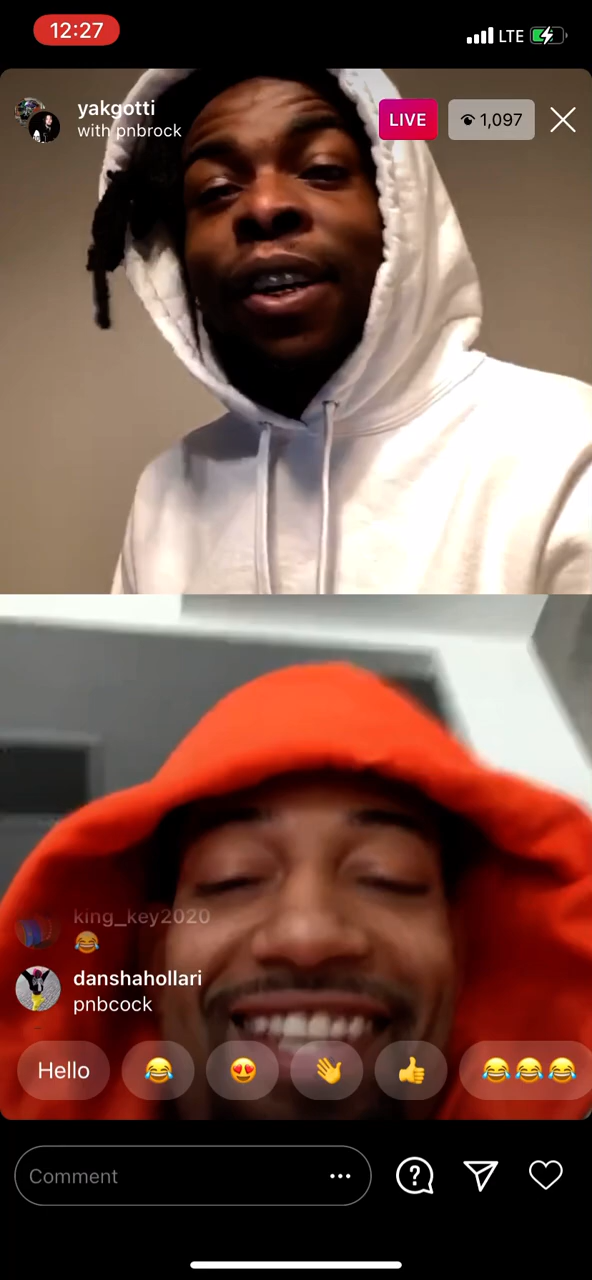 12:27
LTE
yakgotti
with pnbrock
LIVE
1,097
king_key2020
😂
danshahollari
pnbcock
Hello
😂
😍
👋
👍
😂😂😂
Comment